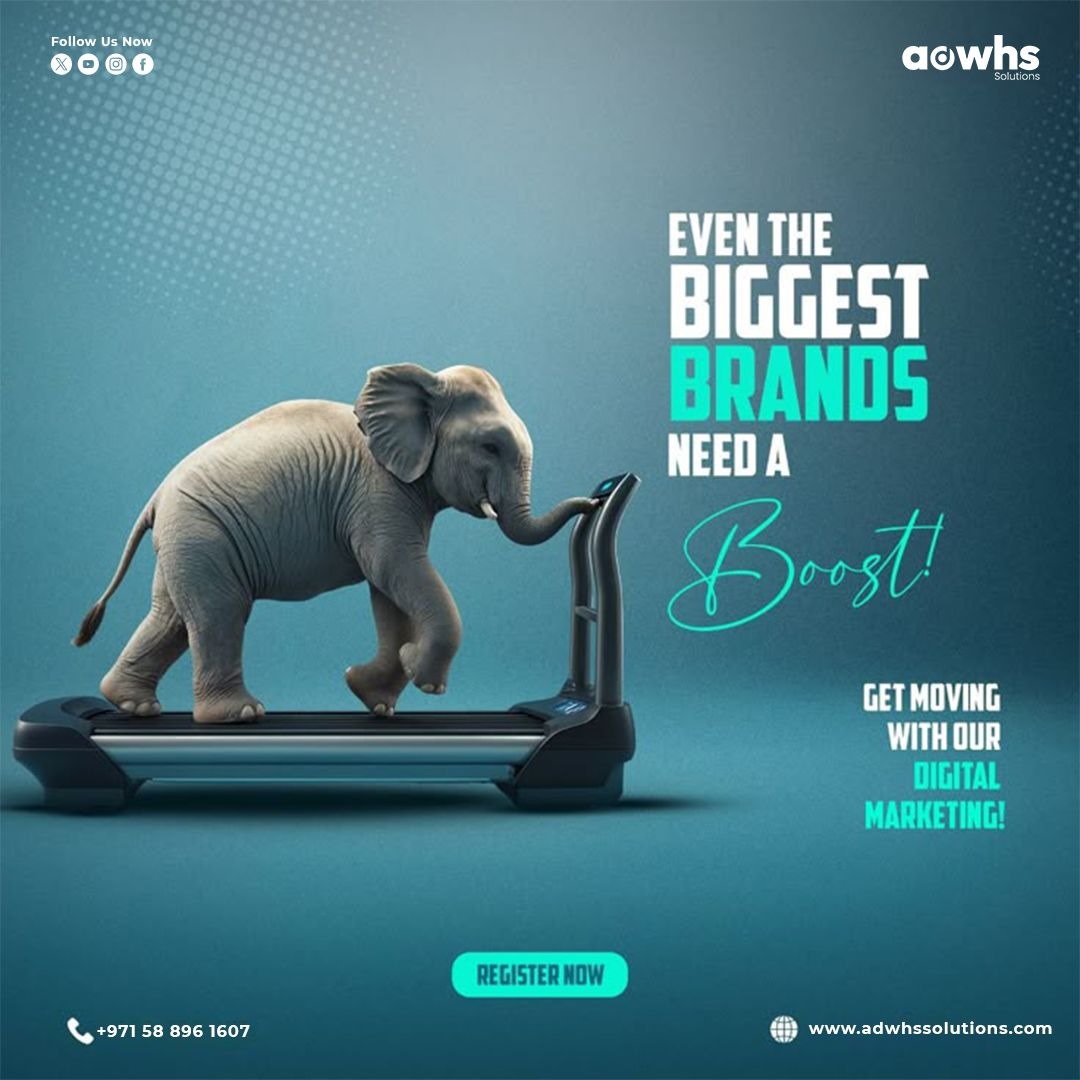 Follow Us Now
adwhs
Solutions
EVEN THE
BIGGEST
BRANDS
NEED A
Boost!
GET MOVING
WITH OUR
DIGITAL
MARKETING!
REGISTER NOW
+971 58 896 1607
www.adwhssolutions.com